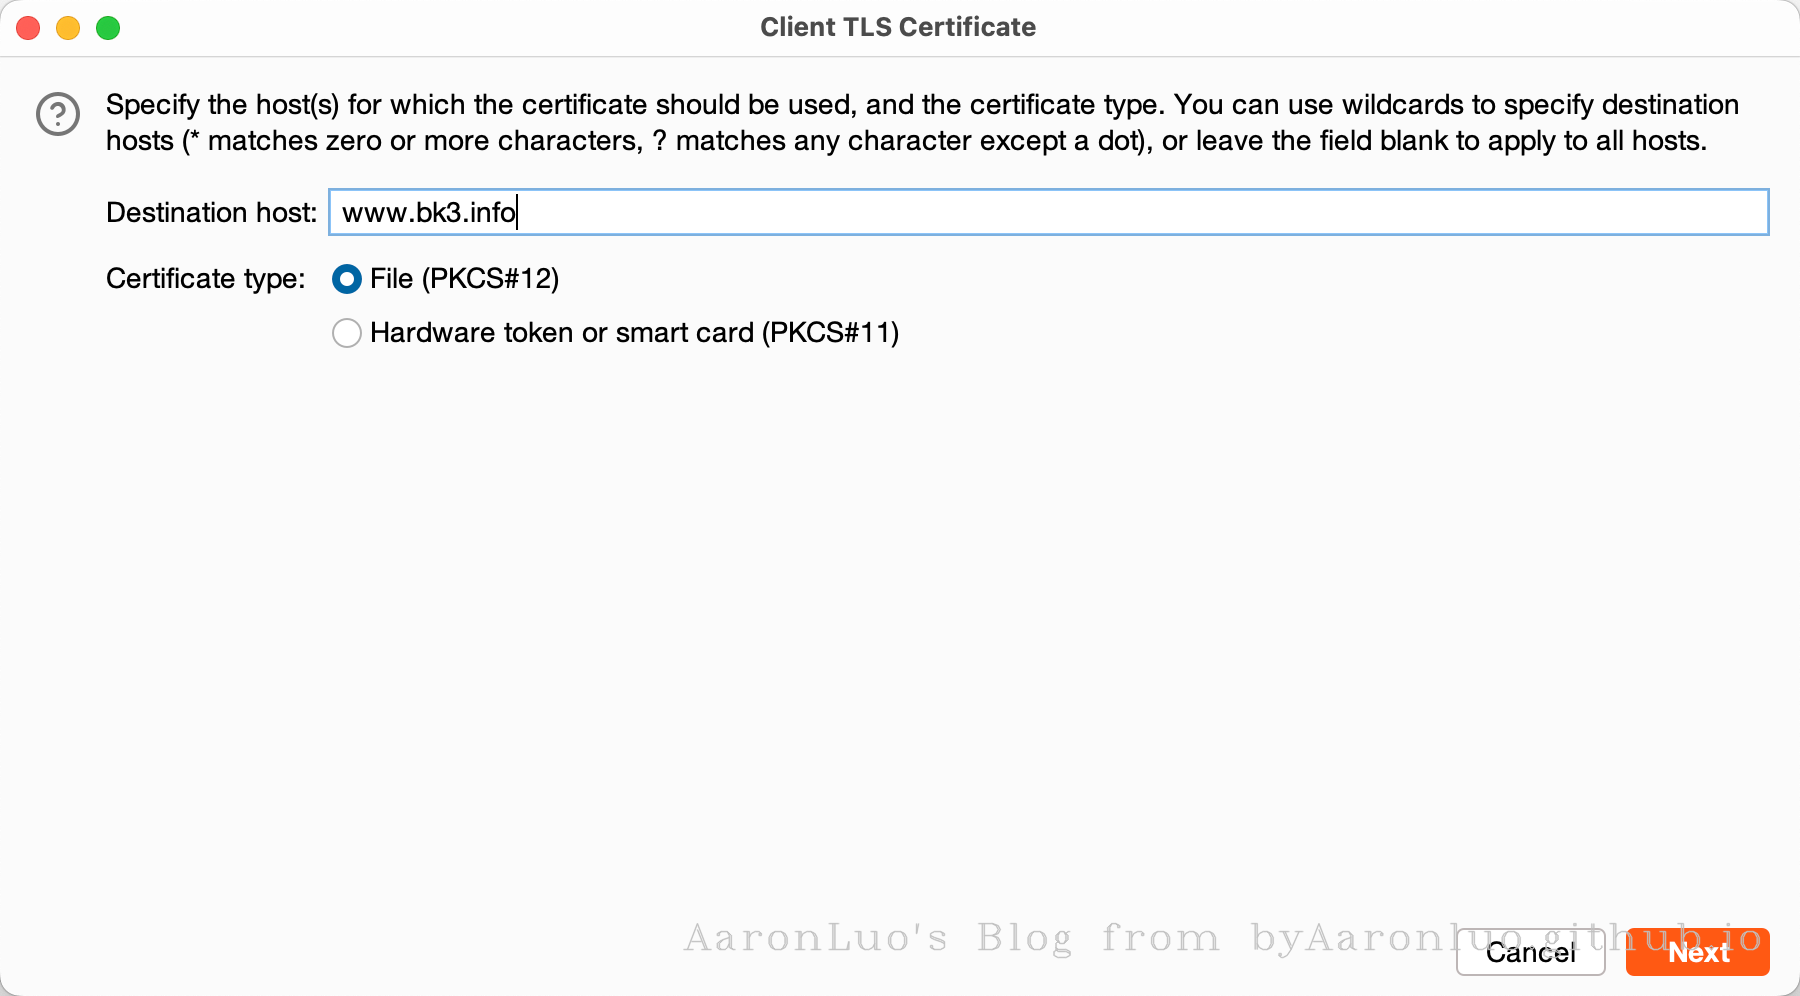 Client TLS Certificate
Specify the host(s) for which the certificate should be used, and the certificate type. You can use wildcards to specify destination
hosts (* matches zero or more characters, ? matches any character except a dot), or leave the field blank to apply to all hosts.
Destination host: www.bk3.info
Certificate type: File (PKCS#12)
Hardware token or smart card (PKCS#11)
AaronLuo's Blog from byAaronluo.github.io
Cancel Next